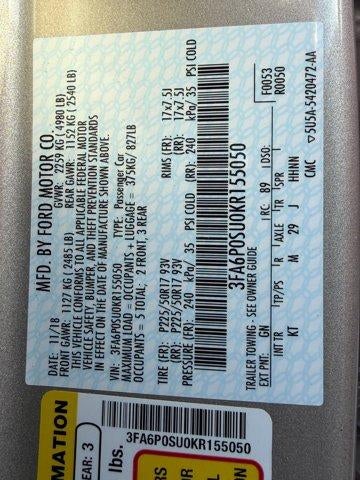 MFD. BY FORD MOTOR CO.
DATE: 11/18 GVWR: 2259 KG ( 4980 LB)
FRONT GAWR: 1127 KG ( 2485 LB) REAR GAWR: 1152 KG ( 2540 LB)
THIS VEHICLE CONFORMS TO ALL APPLICABLE FEDERAL MOTOR
VEHICLE SAFETY, BUMPER, AND THEFT PREVENTION STANDARDS
IN EFFECT ON THE DATE OF MANUFACTURE SHOWN ABOVE.
VIN: 3FA6P0SU0KR155050 TYPE: Passenger Car
MAXIMUM LOAD = OCCUPANTS + LUGGAGE = 375KG/ 827LB
OCCUPANTS = 5 TOTAL: 2 FRONT, 3 REAR
TIRE (FR): P225/50R17 93V RIMS (FR): 17x7.5J
(RR): P225/50R17 93V (RR): 17x7.5J
PRESSURE (FR): 240 kPa/ 35 PSI COLD (RR): 240 kPa/ 35 PSI COLD
3FA6P0SU0KR155050
TRAILER TOWING - SEE OWNER GUIDE
F0053
R0050
EXT PNT: GN RC: 89 DSO:
INT TR TP/PS R AXLE TR SPR
KT M 29 J HHNN
CMC 5U5A-5420472-AA
MATION
EAR: 3
3FA6P0SU0KR155050
lbs.